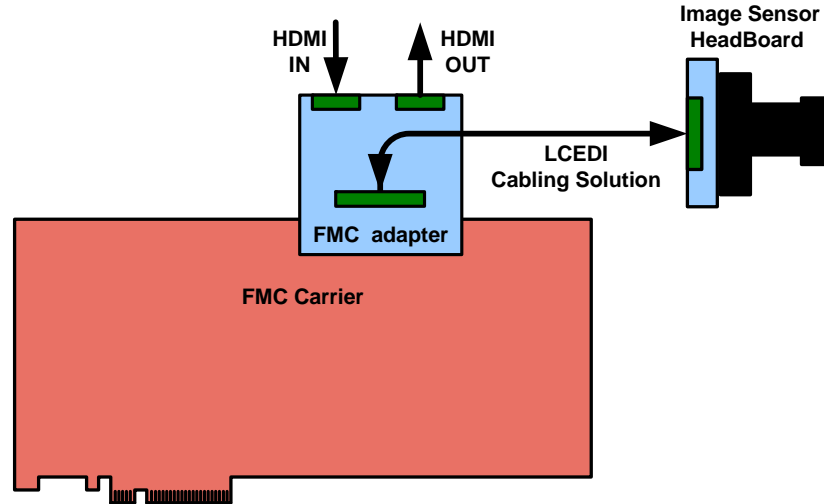 HDMI
IN
HDMI
OUT
Image Sensor
HeadBoard
LCEDI
Cabling Solution
FMC  adapter
FMC Carrier